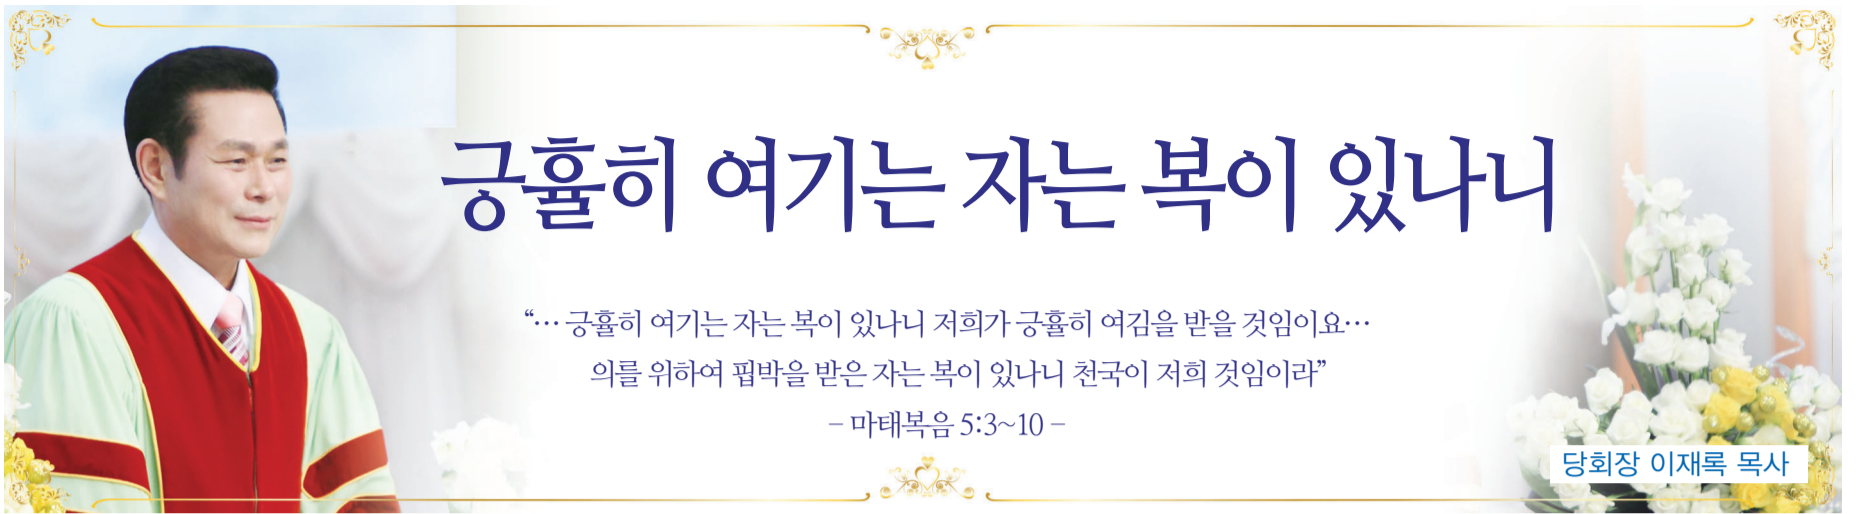 긍휼히 여기는 자는 복이 있나니
“… 긍휼히 여기는 자는 복이 있나니 저희가 긍휼히 여김을 받을 것임이요…
의를 위하여 핍박을 받은 자는 복이 있나니 천국이 저희 것임이라”
– 마태복음 5:3~10 –
당회장 이재록 목사